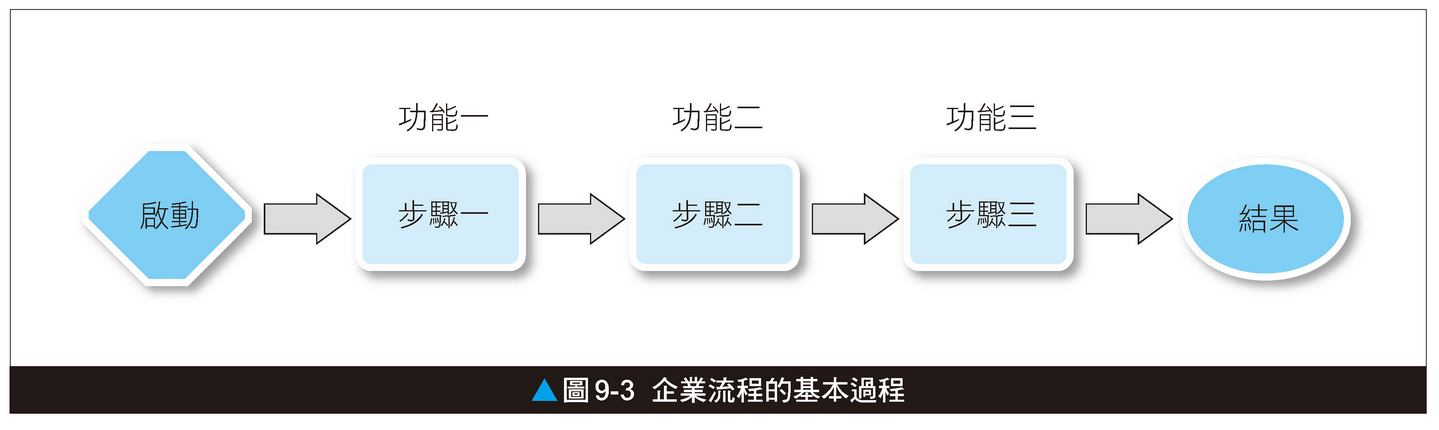 功能一
功能二
功能三
啟動
步驟一
步驟二
步驟三
結果
▲圖9-3 企業流程的基本過程